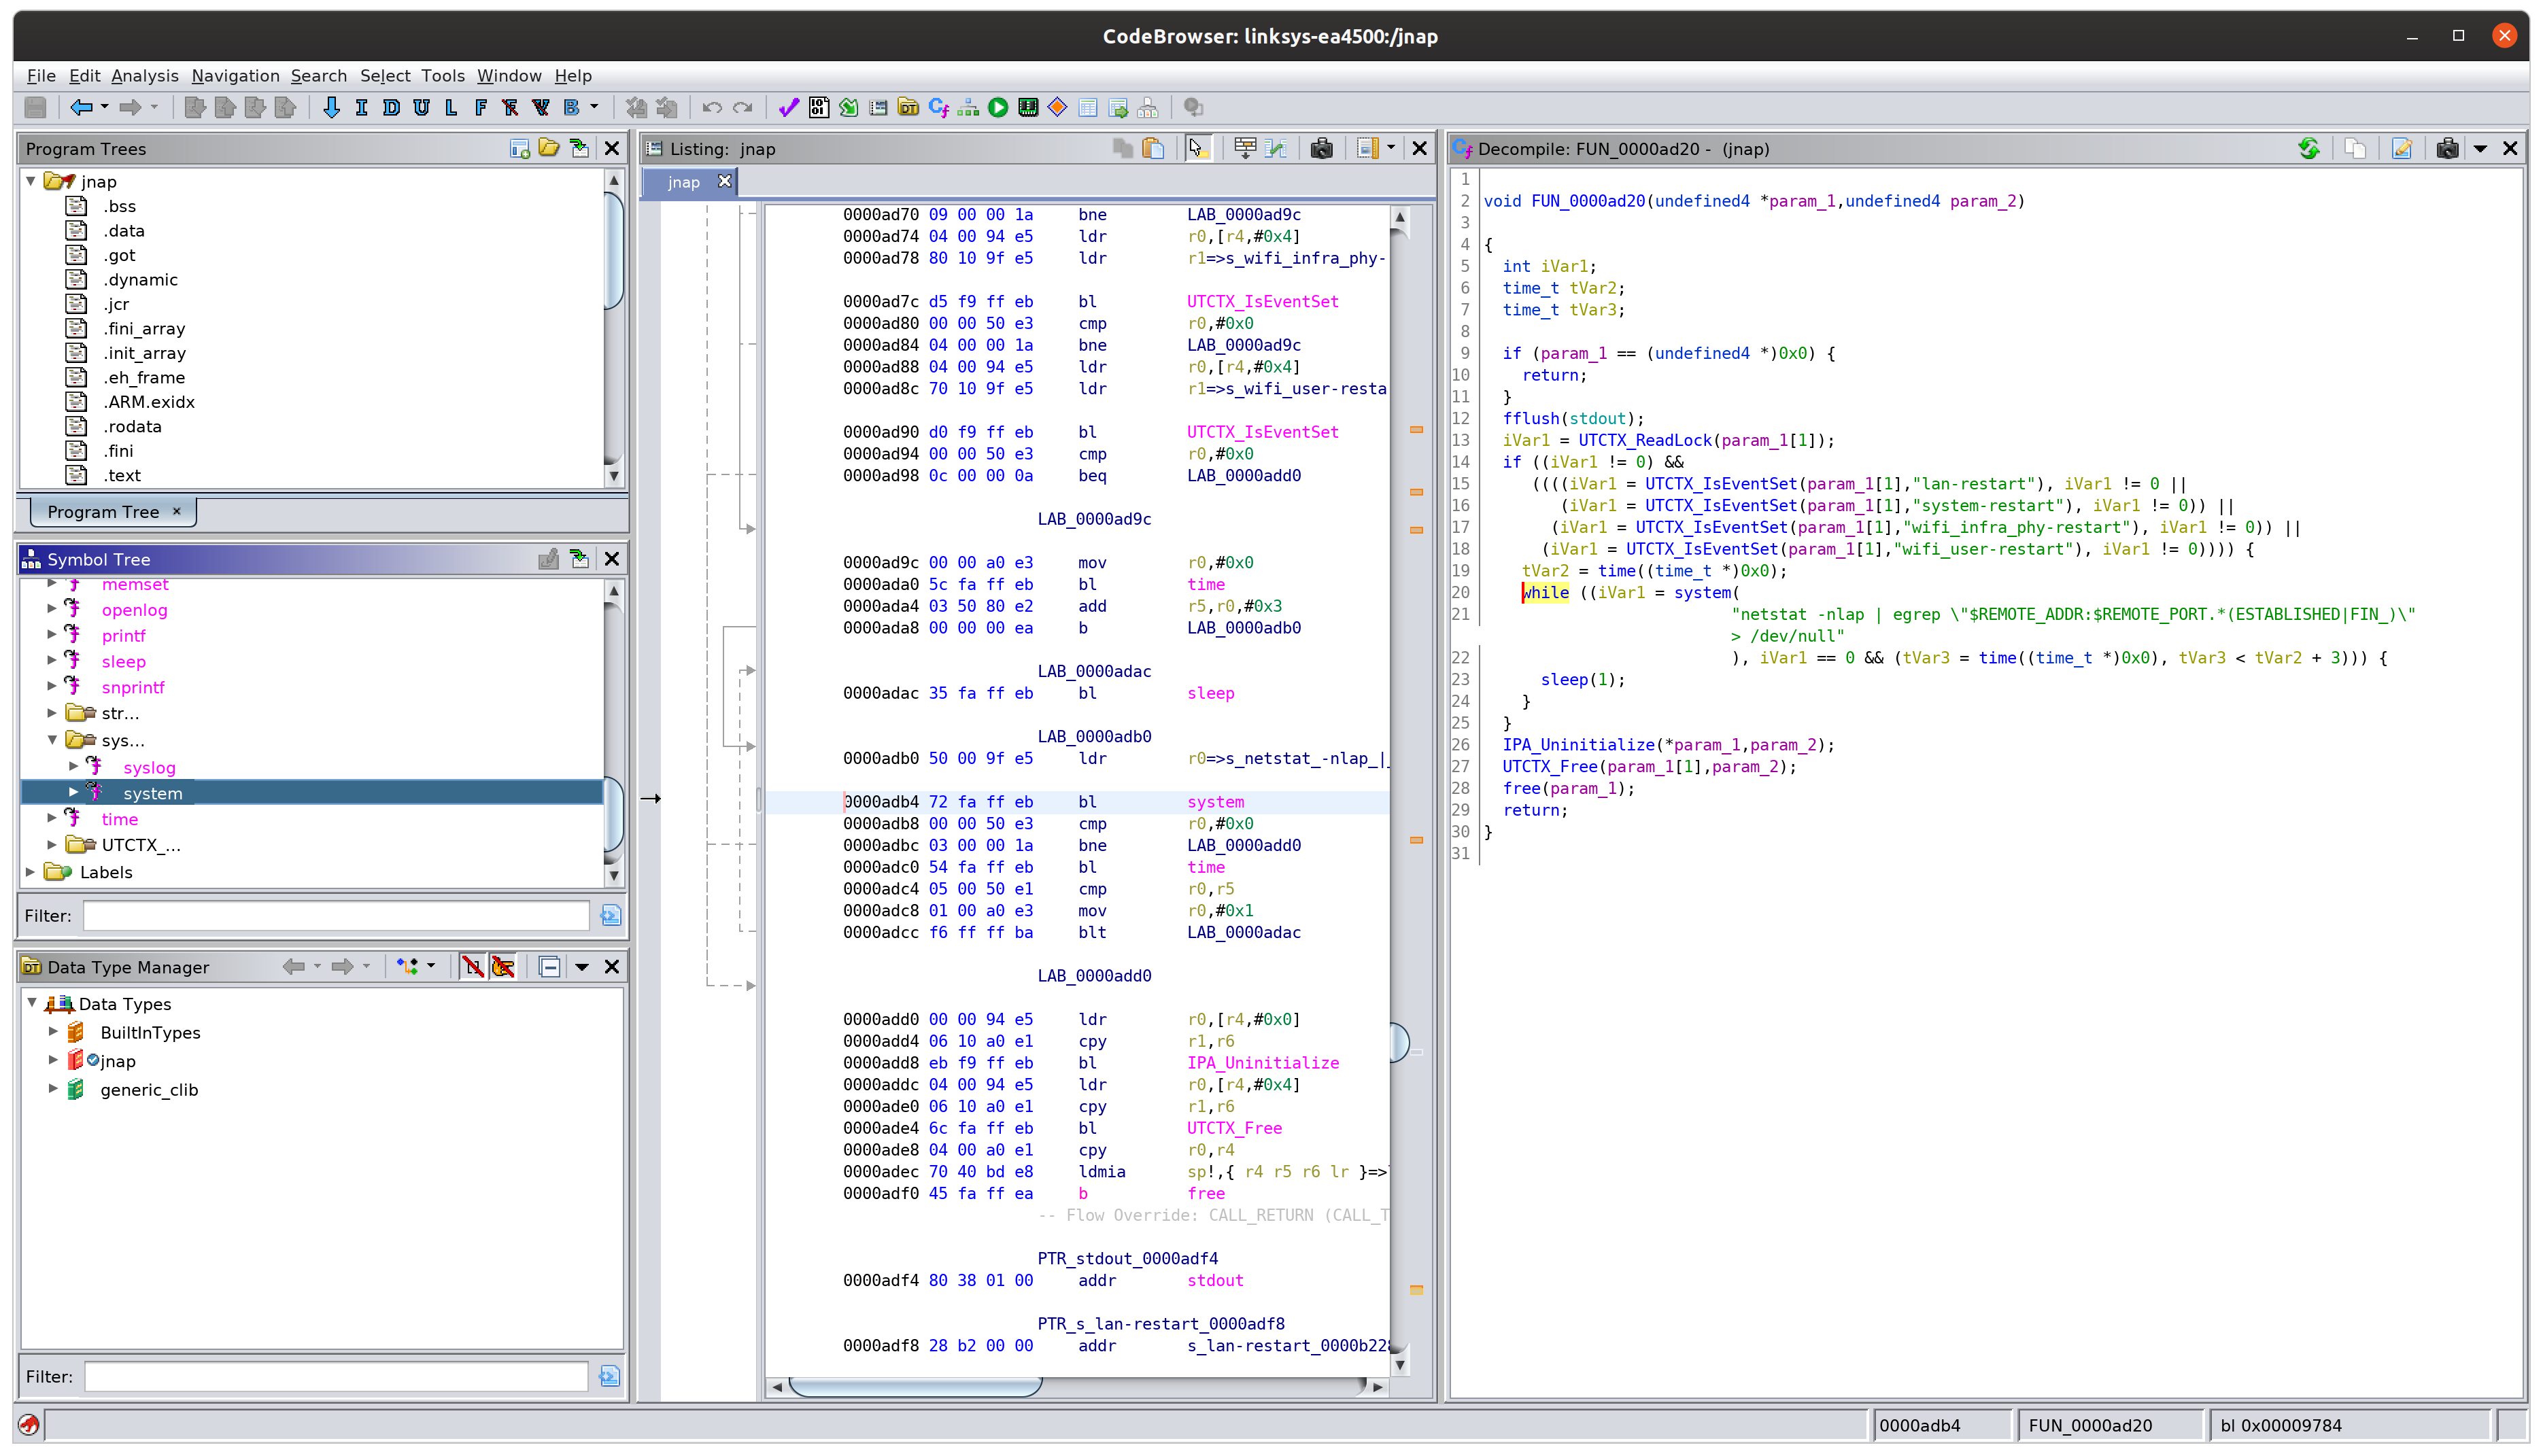 CodeBrowser: linksys-ea4500:/jnap
File Edit Analysis Navigation Search Select Tools Window Help
I D U L F B
Program Trees
jnap
.bss
.data
.got
.dynamic
.jcr
.fini_array
.init_array
.eh_frame
.ARM.exidx
.rodata
.fini
.text
Program Tree ×
Symbol Tree
memset
openlog
printf
sleep
snprintf
str...
sys...
syslog
system
time
UTCTX_...
Labels
Filter:
Data Type Manager
Data Types
BuiltInTypes
jnap
generic_clib
Filter:
Listing: jnap
jnap
0000ad70 09 00 00 1a bne LAB_0000ad9c
0000ad74 04 00 94 e5 ldr r0,[r4,#0x4]
0000ad78 80 10 9f e5 ldr r1=>s_wifi_infra_phy-
0000ad7c d5 f9 ff eb bl UTCTX_IsEventSet
0000ad80 00 00 50 e3 cmp r0,#0x0
0000ad84 04 00 00 1a bne LAB_0000ad9c
0000ad88 04 00 94 e5 ldr r0,[r4,#0x4]
0000ad8c 70 10 9f e5 ldr r1=>s_wifi_user-resta
0000ad90 d0 f9 ff eb bl UTCTX_IsEventSet
0000ad94 00 00 50 e3 cmp r0,#0x0
0000ad98 0c 00 00 0a beq LAB_0000add0
LAB_0000ad9c
0000ad9c 00 00 a0 e3 mov r0,#0x0
0000ada0 5c fa ff eb bl time
0000ada4 03 50 80 e2 add r5,r0,#0x3
0000ada8 00 00 00 ea b LAB_0000adb0
LAB_0000adac
0000adac 35 fa ff eb bl sleep
LAB_0000adb0
0000adb0 50 00 9f e5 ldr r0=>s_netstat_-nlap_|_
0000adb4 72 fa ff eb bl system
0000adb8 00 00 50 e3 cmp r0,#0x0
0000adbc 03 00 00 1a bne LAB_0000add0
0000adc0 54 fa ff eb bl time
0000adc4 05 00 50 e1 cmp r0,r5
0000adc8 01 00 a0 e3 mov r0,#0x1
0000adcc f6 ff ff ba blt LAB_0000adac
LAB_0000add0
0000add0 00 00 94 e5 ldr r0,[r4,#0x0]
0000add4 06 10 a0 e1 cpy r1,r6
0000add8 eb f9 ff eb bl IPA_Uninitialize
0000addc 04 00 94 e5 ldr r0,[r4,#0x4]
0000ade0 06 10 a0 e1 cpy r1,r6
0000ade4 6c fa ff eb bl UTCTX_Free
0000ade8 04 00 a0 e1 cpy r0,r4
0000adec 70 40 bd e8 ldmia sp!,{ r4 r5 r6 lr }=>
0000adf0 45 fa ff ea b free
-- Flow Override: CALL_RETURN (CALL_T
PTR_stdout_0000adf4
0000adf4 80 38 01 00 addr stdout
PTR_s_lan-restart_0000adf8
0000adf8 28 b2 00 00 addr s_lan-restart_0000b228
Decompile: FUN_0000ad20 - (jnap)
1
2 void FUN_0000ad20(undefined4 *param_1,undefined4 param_2)
3
4 {
5 int iVar1;
6 time_t tVar2;
7 time_t tVar3;
8
9 if (param_1 == (undefined4 *)0x0) {
10 return;
11 }
12 fflush(stdout);
13 iVar1 = UTCTX_ReadLock(param_1[1]);
14 if ((iVar1 != 0) &&
15 ((((iVar1 = UTCTX_IsEventSet(param_1[1],"lan-restart"), iVar1 != 0 ||
16 (iVar1 = UTCTX_IsEventSet(param_1[1],"system-restart"), iVar1 != 0)) ||
17 (iVar1 = UTCTX_IsEventSet(param_1[1],"wifi_infra_phy-restart"), iVar1 != 0)) ||
18 (iVar1 = UTCTX_IsEventSet(param_1[1],"wifi_user-restart"), iVar1 != 0)))) {
19 tVar2 = time((time_t *)0x0);
20 while ((iVar1 = system(
21 "netstat -nlap | egrep \"$REMOTE_ADDR:$REMOTE_PORT.*(ESTABLISHED|FIN_)\"
> /dev/null"
22 ), iVar1 == 0 && (tVar3 = time((time_t *)0x0), tVar3 < tVar2 + 3))) {
23 sleep(1);
24 }
25 }
26 IPA_Uninitialize(*param_1,param_2);
27 UTCTX_Free(param_1[1],param_2);
28 free(param_1);
29 return;
30 }
31
0000adb4
FUN_0000ad20
bl 0x00009784